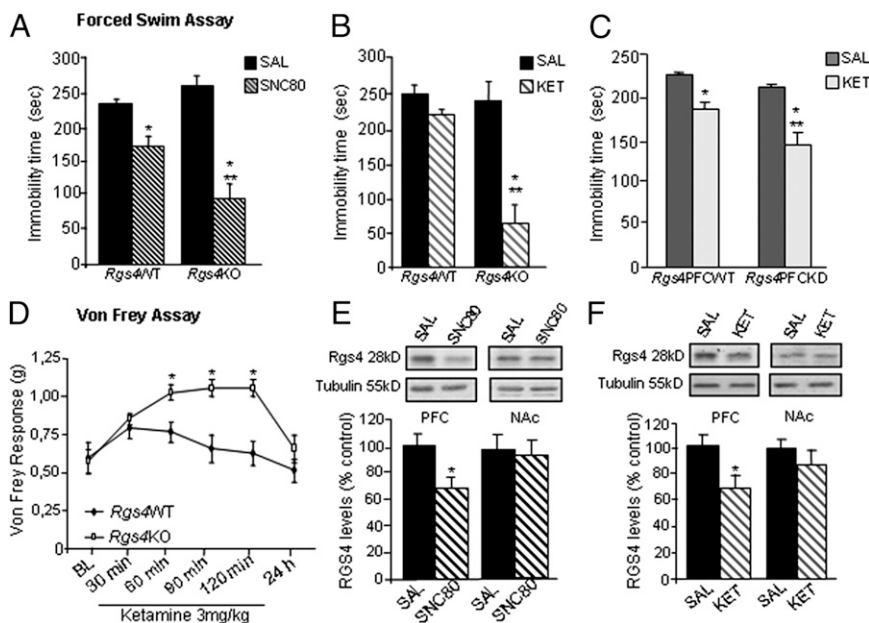 A Forced Swim Assay
Immobility time (sec)
300
250
200
150
100
50
0
SAL
SNC80
*
*
**
Rgs4WT Rgs4KO
B
Immobility time (sec)
300
250
200
150
100
50
0
SAL
KET
*
**
Rgs4WT Rgs4KO
C
Immobility time (sec)
250
200
150
100
250
0
SAL
KET
*
*
**
Rgs4PFCWT Rgs4PFCKD
D Von Frey Assay
Von Frey Response (g)
1,25
1,00
0,75
0,50
0,25
0
* * *
Rgs4WT
Rgs4KO
BL 30 min 60 min 90 min 120 min 24 h
Ketamine 3mg/kg
E
SAL SNC80 SAL SNC80
Rgs4 28kD
Tubulin 55kD
PFC NAc
RGS4 levels (% control)
120
100
80
60
40
20
0
*
SAL SNC80 SAL SNC80
F
SAL KET SAL KET
Rgs4 28kD
Tubulin 55kD
PFC NAc
RGS4 levels (% control)
120
100
80
60
40
20
0
*
SAL KET SAL KET